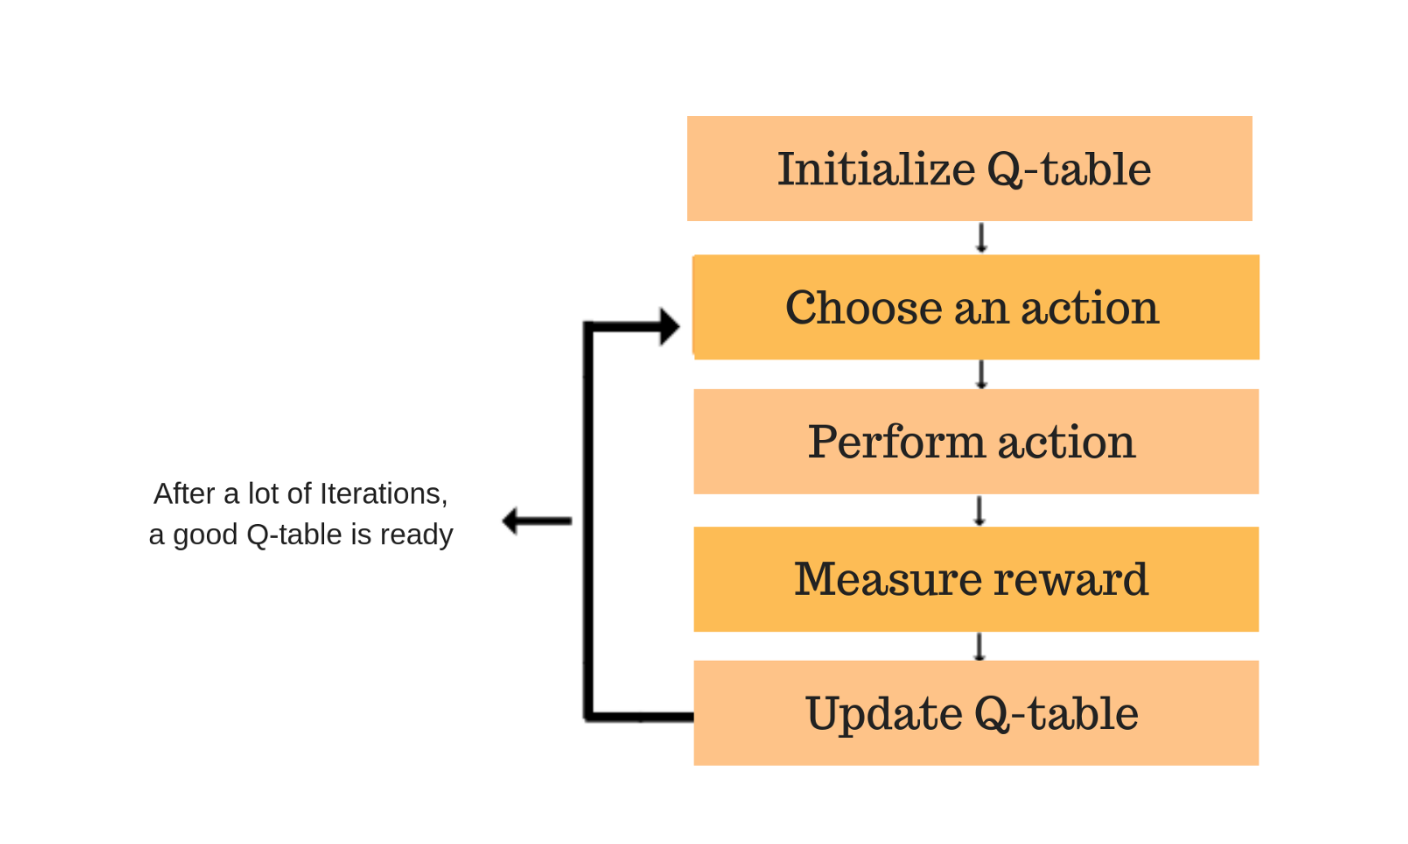 Initialize Q-table
Choose an action
Perform action
Measure reward
Update Q-table
After a lot of Iterations,
a good Q-table is ready